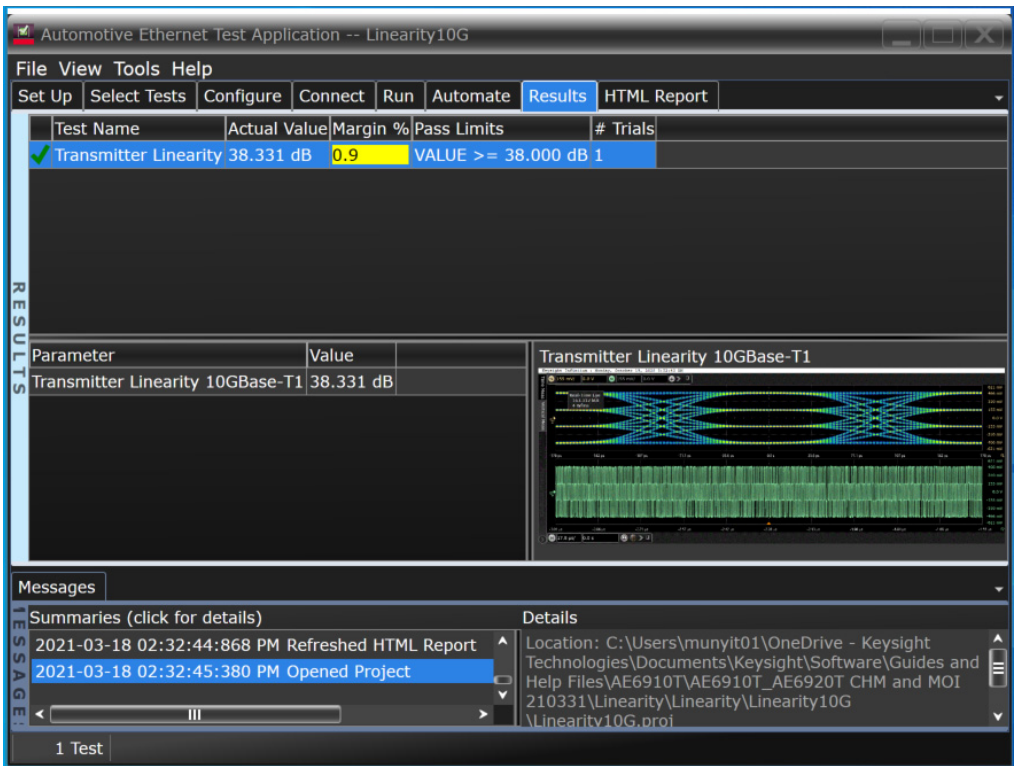 Automotive Ethernet Test Application -- Linearity10G
File View Tools Help
Set Up Select Tests Configure Connect Run Automate Results HTML Report
Test Name Actual Value Margin % Pass Limits # Trials
Transmitter Linearity 38.331 dB 0.9 VALUE >= 38.000 dB 1
RESULTS
Parameter Value
Transmitter Linearity 10GBase-T1 38.331 dB
Transmitter Linearity 10GBase-T1
Messages
Summaries (click for details)
2021-03-18 02:32:44:868 PM Refreshed HTML Report
2021-03-18 02:32:45:380 PM Opened Project
Details
Location: C:\Users\munyit01\OneDrive - Keysight
Technologies\Documents\Keysight\Software\Guides and
Help Files\AE6910T\AE6910T_AE6920T CHM and MOI
210331\Linearity\Linearity\Linearity10G
\Linearity10G.proj
1 Test